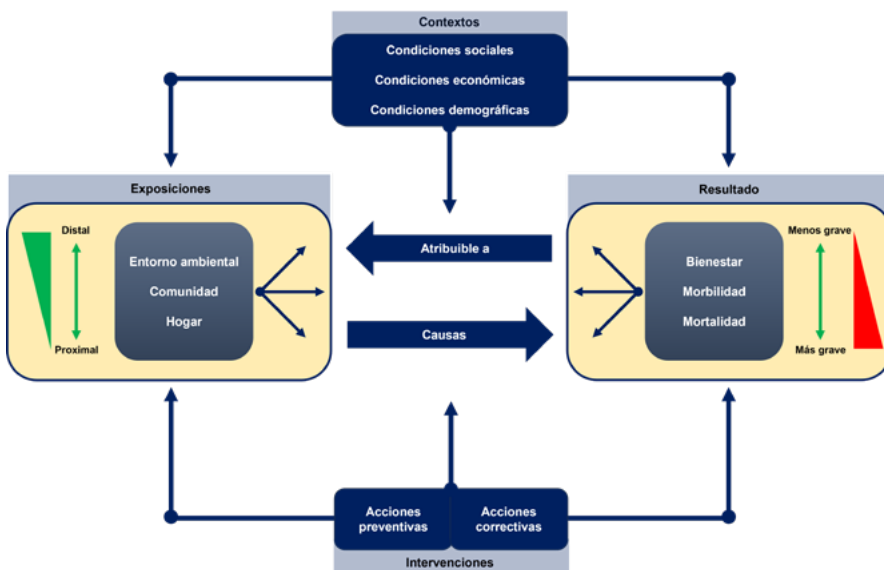 Contextos
Condiciones sociales
Condiciones económicas
Condiciones demográficas
Exposiciones
Distal
Proximal
Entorno ambiental
Comunidad
Hogar
Atribuible a
Causas
Resultado
Bienestar
Morbilidad
Mortalidad
Menos grave
Más grave
Acciones
preventivas
Acciones
correctivas
Intervenciones